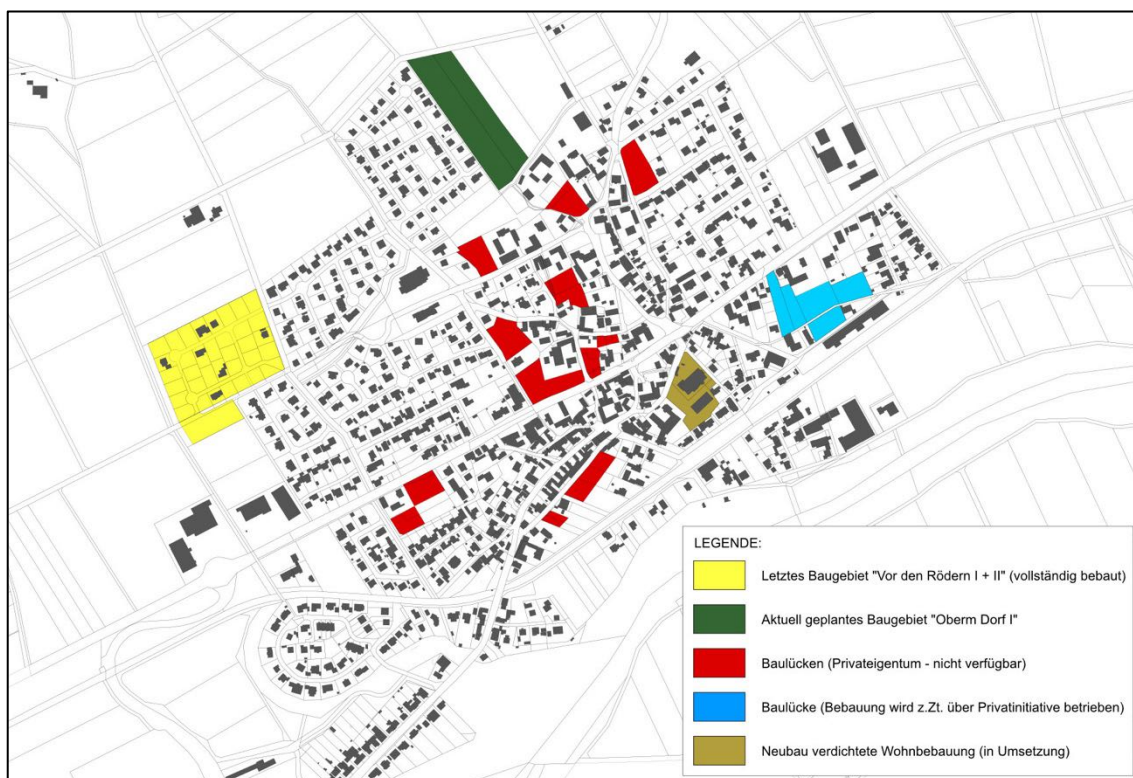 LEGENDE:
Letztes Baugebiet "Vor den Rödern I + II" (vollständig bebaut)
Aktuell geplantes Baugebiet "Oberm Dorf I"
Baulücken (Privateigentum - nicht verfügbar)
Baulücke (Bebauung wird z.Zt. über Privatinitiative betrieben)
Neubau verdichtete Wohnbebauung (in Umsetzung)